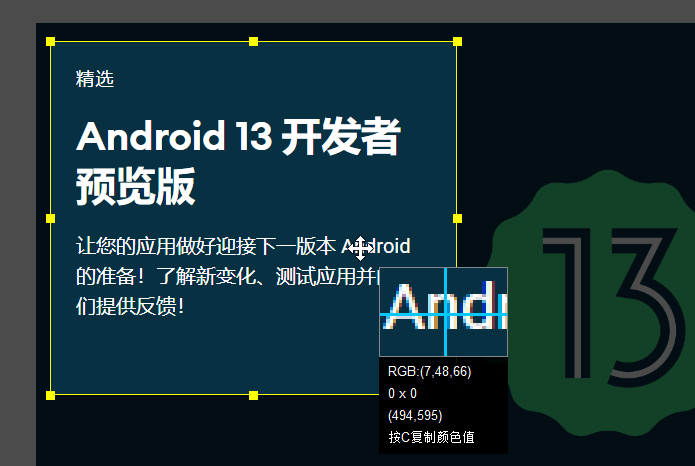 精选
Android 13 开发者
预览版
让您的应用做好迎接下一版本 Android
的准备！了解新变化、测试应用并
们提供反馈！
13
Andr
RGB:(7,48,66)
0 x 0
(494,595)
按C复制颜色值